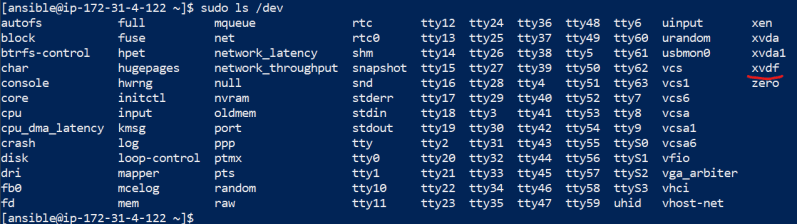 [ansible@ip-172-31-4-122 ~]$ sudo ls /dev
autofs full mqueue rtc tty12 tty24 tty36 tty48 tty6 uinput xen
block fuse net rtc0 tty13 tty25 tty37 tty49 tty60 urandom xvda
btrfs-control hpet network_latency shm tty14 tty26 tty38 tty5 tty61 usbmon0 xvda1
char hugepages network_throughput snapshot tty15 tty27 tty39 tty50 tty62 vcs xvdf
console hwrng null snd tty16 tty28 tty4 tty51 tty63 vcs1 zero
core initctl nvram stderr tty17 tty29 tty40 tty52 tty7 vcs6
cpu input oldmem stdin tty18 tty3 tty41 tty53 tty8 vcsa
cpu_dma_latency kmsg port stdout tty19 tty30 tty42 tty54 tty9 vcsa1
crash log ppp tty tty2 tty31 tty43 tty55 ttyS0 vcsa6
disk loop-control ptmx tty0 tty20 tty32 tty44 tty56 ttyS1 vfio
dri mapper pts tty1 tty21 tty33 tty45 tty57 ttyS2 vga_arbiter
fb0 mcelog random tty10 tty22 tty34 tty46 tty58 ttyS3 vhci
fd mem raw tty11 tty23 tty35 tty47 tty59 uhid vhost-net
[ansible@ip-172-31-4-122 ~]$